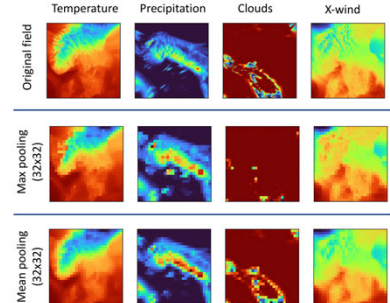 Temperature Precipitation Clouds X-wind
Original field
Max pooling
(32x32)
Mean pooling
(32x32)